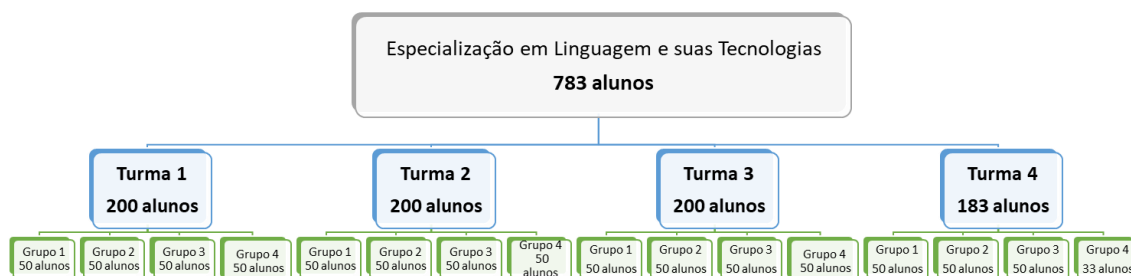 Especialização em Linguagem e suas Tecnologias
783 alunos
Turma 1
200 alunos
Turma 2
200 alunos
Turma 3
200 alunos
Turma 4
183 alunos
Grupo 1
50 alunos
Grupo 2
50 alunos
Grupo 3
50 alunos
Grupo 4
50 alunos
Grupo 1
50 alunos
Grupo 2
50 alunos
Grupo 3
50 alunos
Grupo 4
50
alunos
Grupo 1
50 alunos
Grupo 2
50 alunos
Grupo 3
50 alunos
Grupo 4
50 alunos
Grupo 1
50 alunos
Grupo 2
50 alunos
Grupo 3
50 alunos
Grupo 4
33 alunos